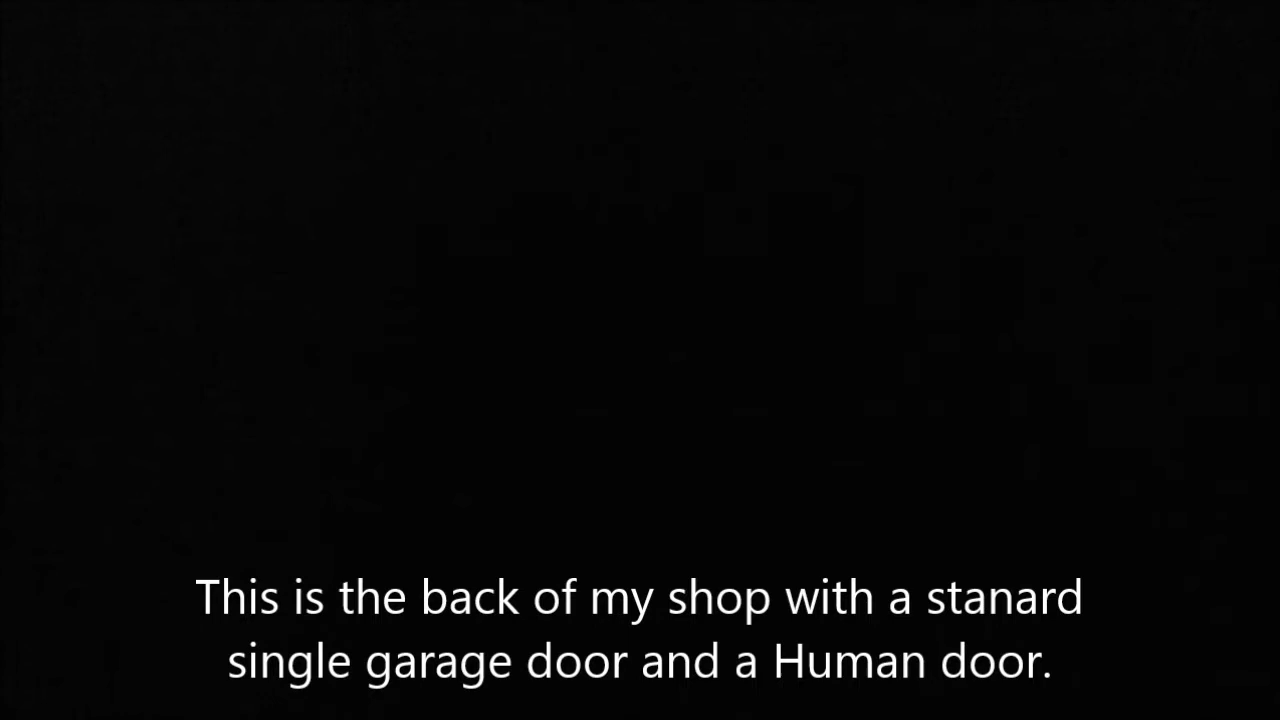 This is the back of my shop with a stanard
single garage door and a Human door.